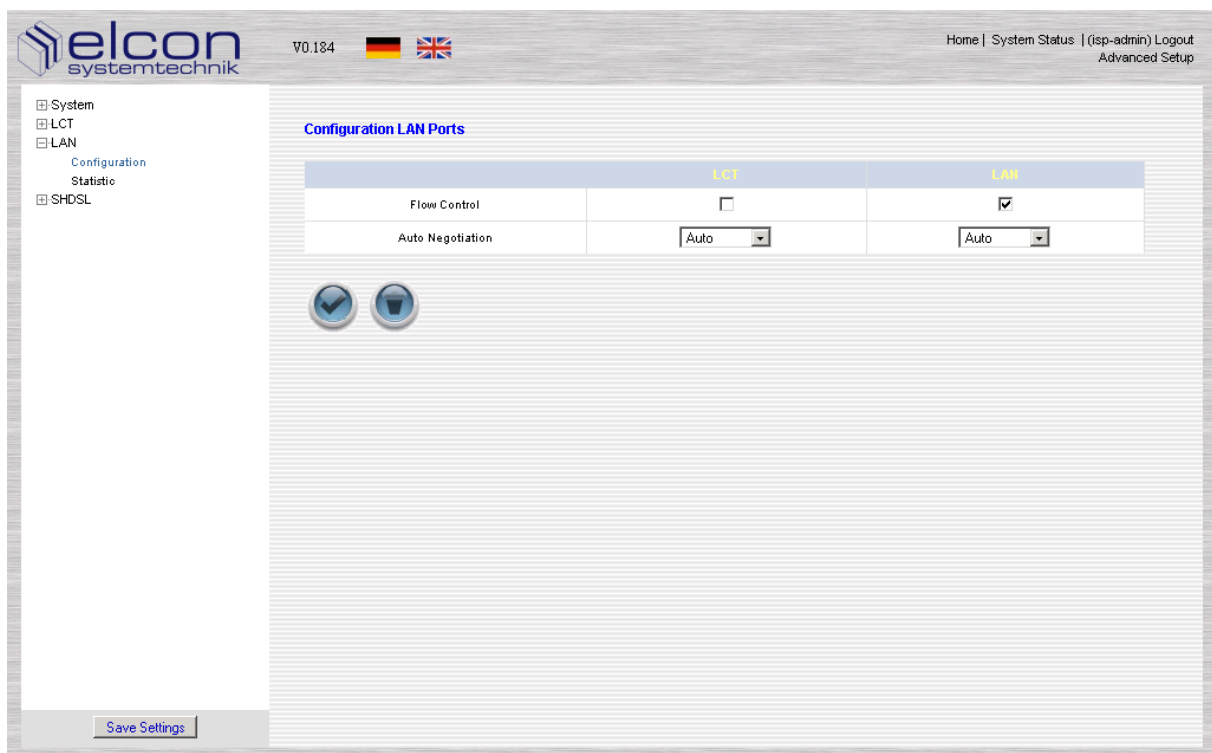 elcon
systemtechnik
V0.184
Home | System Status | (isp-admin) Logout
Advanced Setup
System
LCT
LAN
Configuration
Statistic
SHDSL
Configuration LAN Ports
LCT LAN
Flow Control
Auto Negotiation Auto Auto
Save Settings